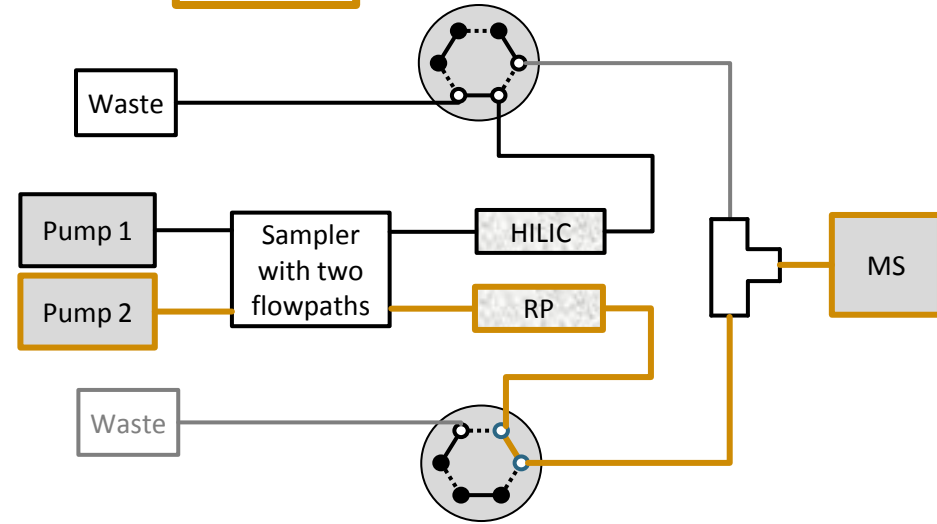 Waste
Pump 1
Sampler
with two
flowpaths
HILIC
MS
Pump 2
RP
Waste